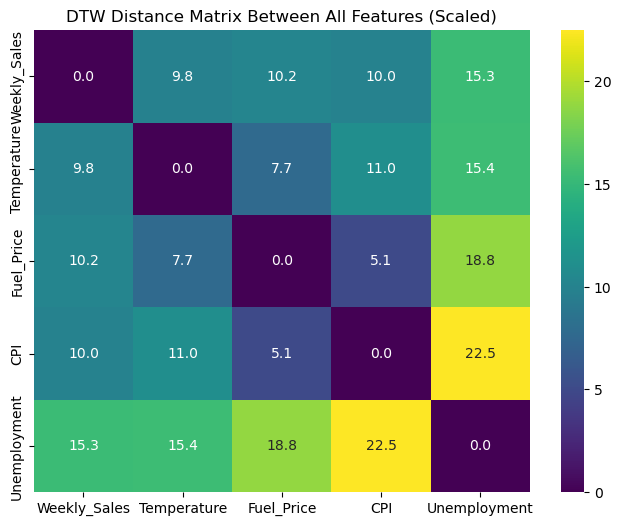 DTW Distance Matrix Between All Features (Scaled)
Weekly_Sales 0.0 9.8 10.2 10.0 15.3
Temperature 9.8 0.0 7.7 11.0 15.4
Fuel_Price 10.2 7.7 0.0 5.1 18.8
CPI 10.0 11.0 5.1 0.0 22.5
Unemployment 15.3 15.4 18.8 22.5 0.0
Weekly_Sales Temperature Fuel_Price CPI Unemployment
20
15
10
5
0